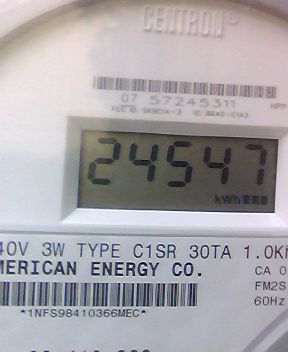 CENTRON
07 57245311
24547
kWh
40V 3W TYPE C1SR 30TA 1.0K
MERICAN ENERGY CO.
CA 0
FM2S
60Hz
*1NFS98410366MEC*